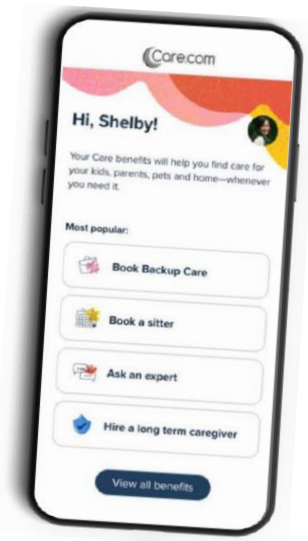 Care.com
Hi, Shelby!
Your Care benefits will help you find care for
your kids, parents, pets and home—whenever
you need it.
Most popular:
Book Backup Care
Book a sitter
Ask an expert
Hire a long term caregiver
View all benefits